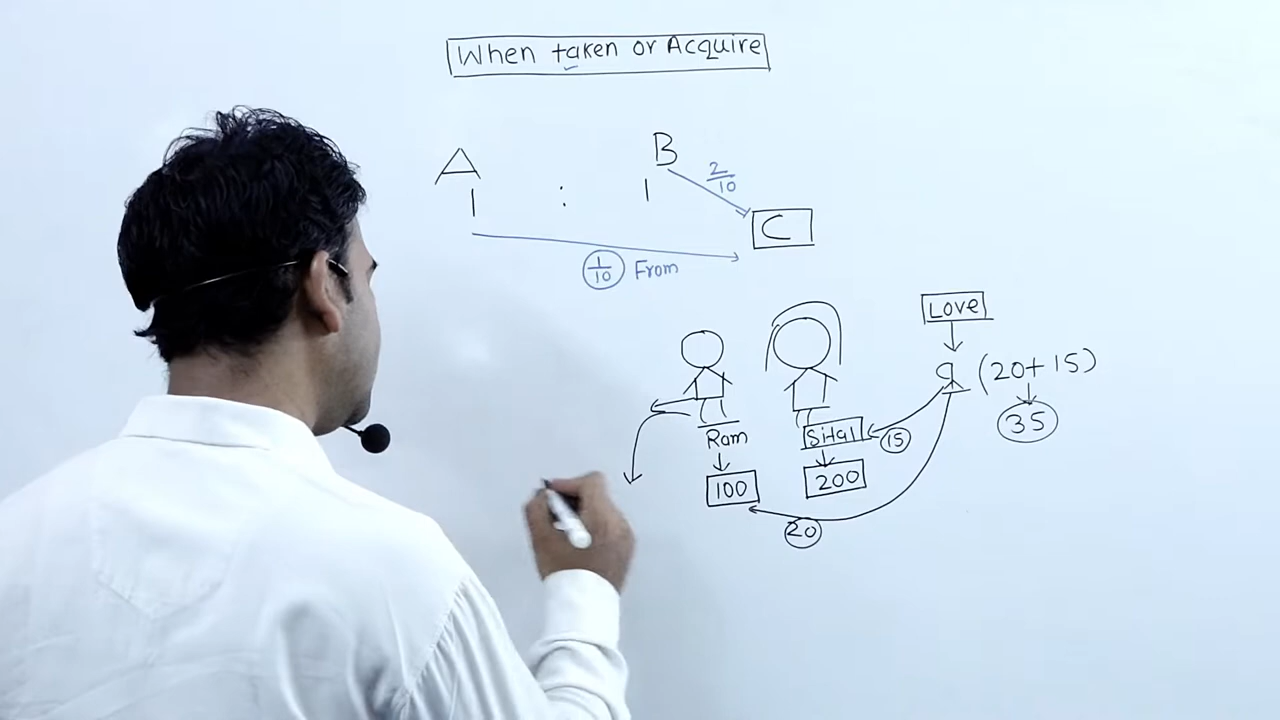 When taken or Acquire
A : B
1 1
2/10
C
1/10 From
Love
(20+15)
35
Ram Sital 15
100 200
20